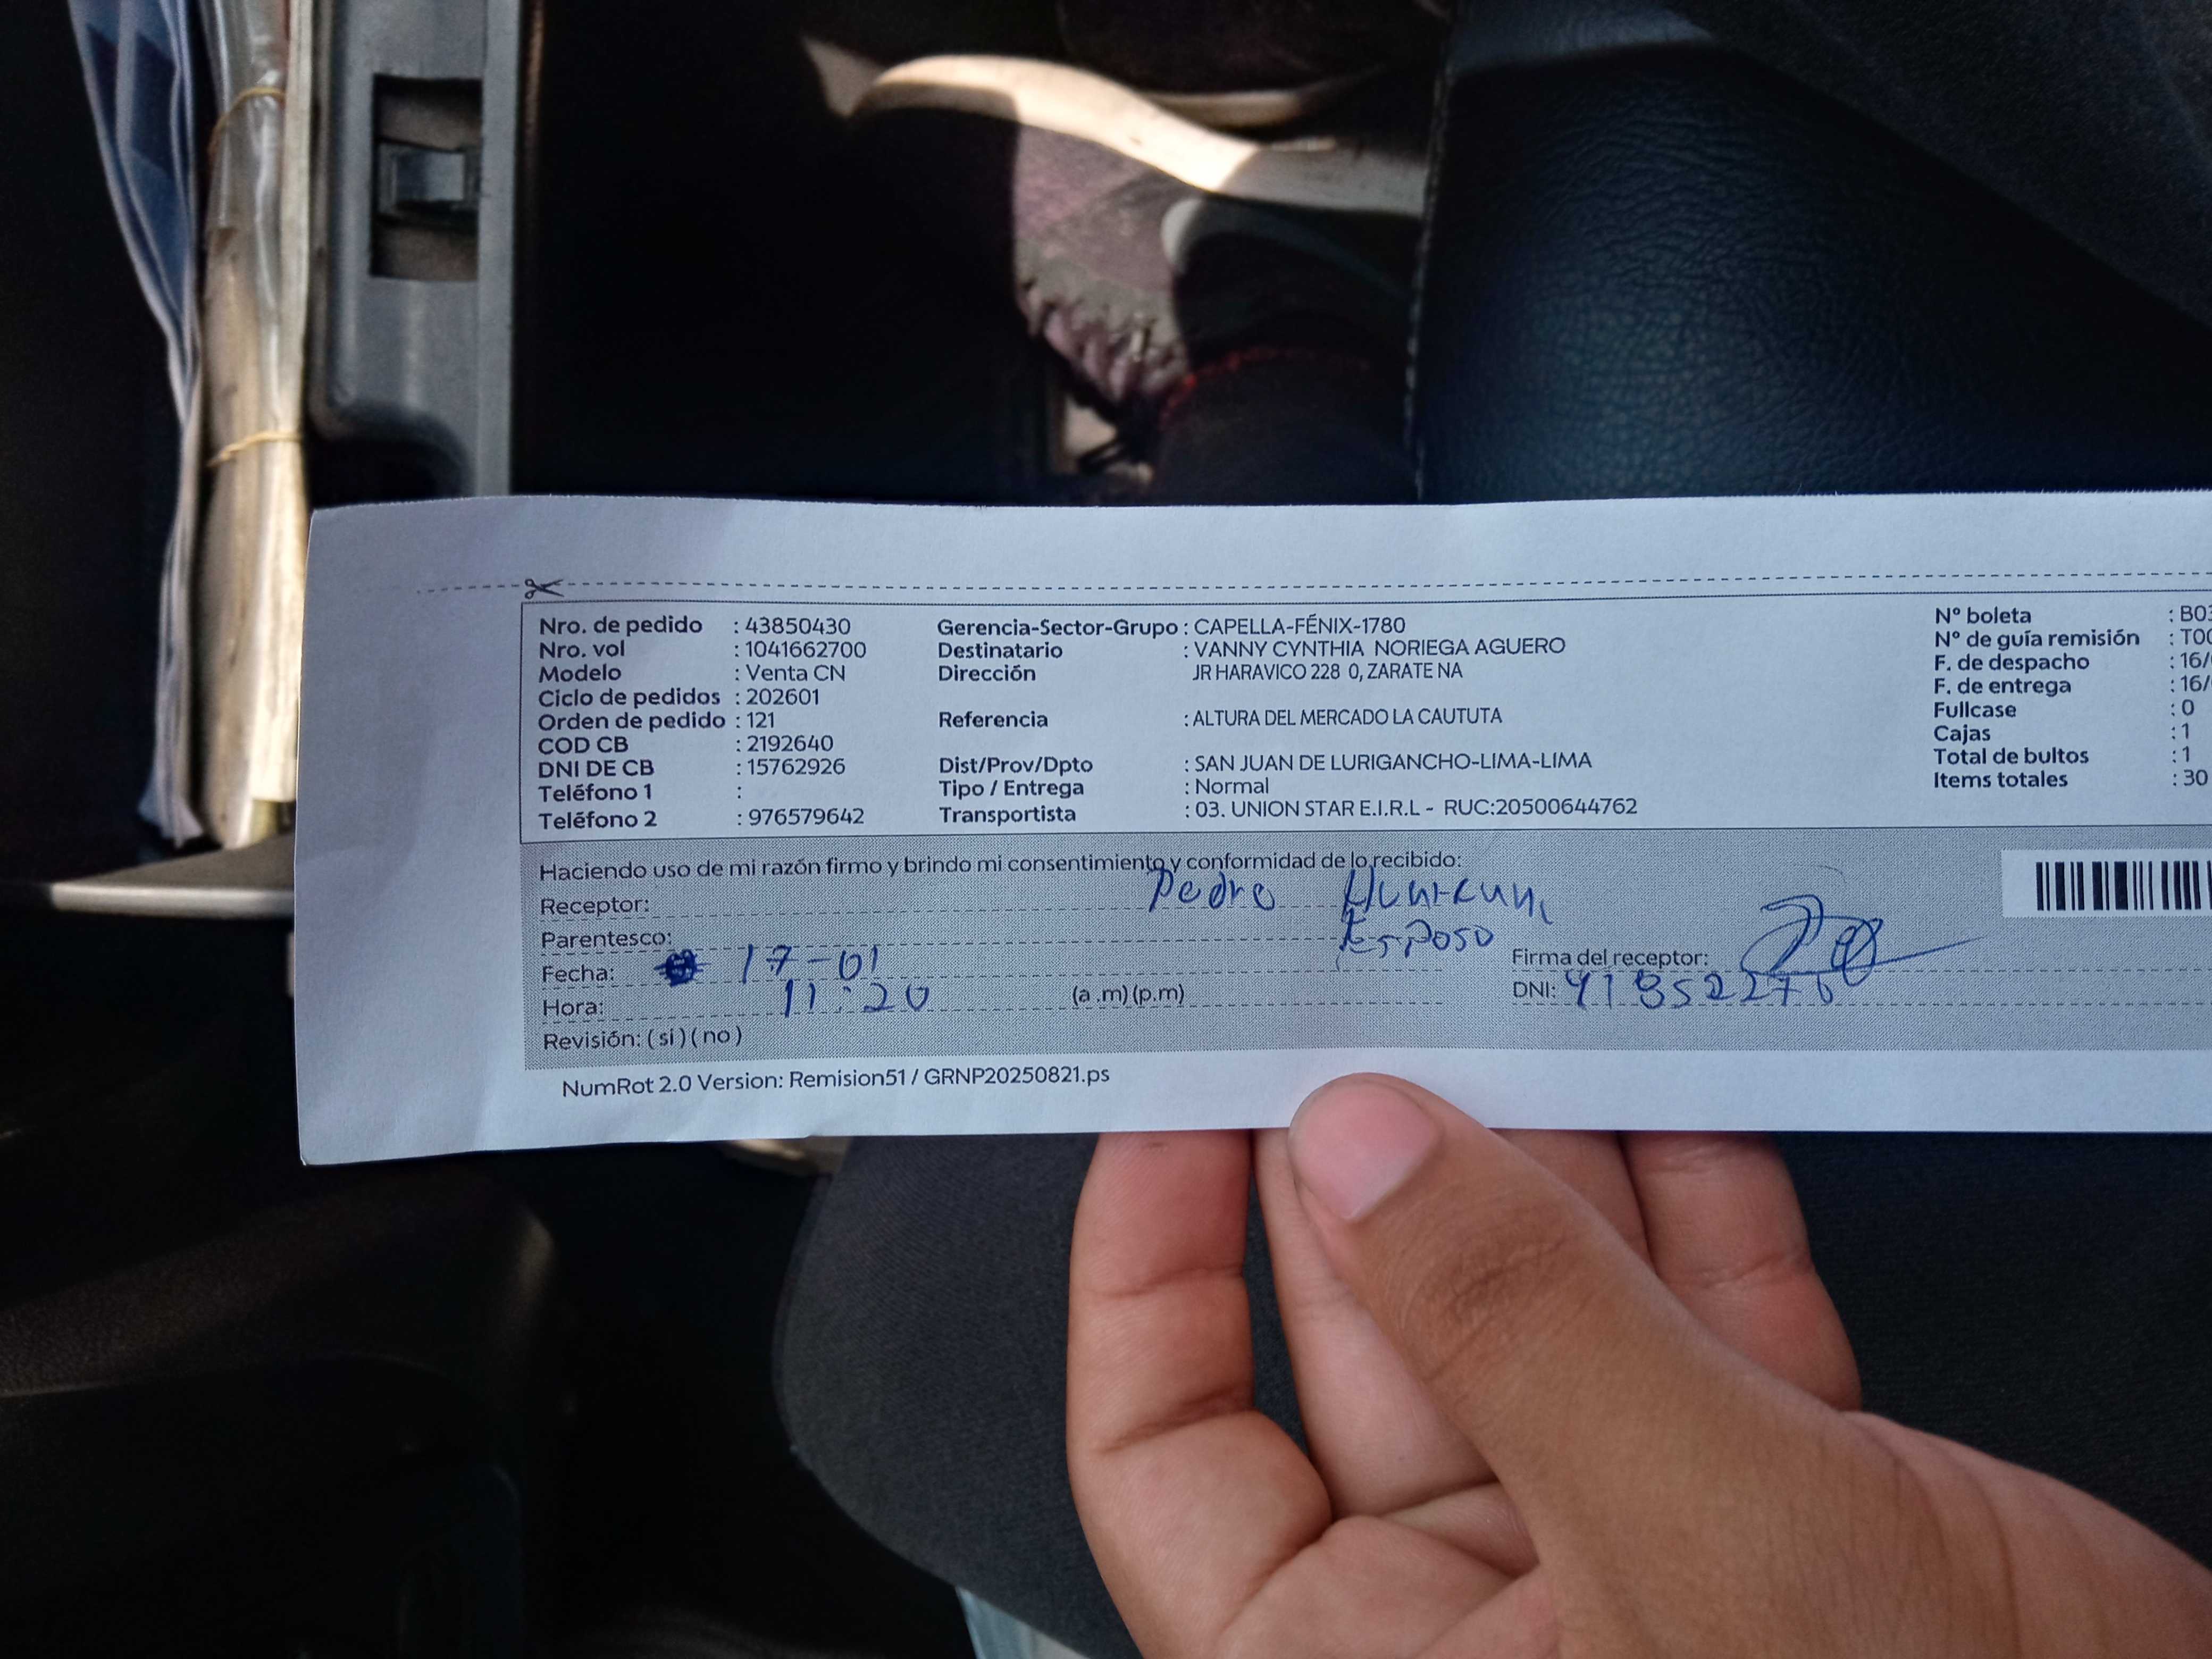 Nro. de pedido : 43850430
Nro. vol : 1041662700
Modelo : Venta CN
Ciclo de pedidos : 202601
Orden de pedido : 121
COD CB : 2192640
DNI DE CB : 15762926
Teléfono 1 :
Teléfono 2 : 976579642
Gerencia-Sector-Grupo : CAPELLA-FÉNIX-1780
Destinatario : VANNY CYNTHIA NORIEGA AGUERO
Dirección JR HARAVICO 228 0, ZARATE NA
Referencia : ALTURA DEL MERCADO LA CAUTUTA
Dist/Prov/Dpto : SAN JUAN DE LURIGANCHO-LIMA-LIMA
Tipo / Entrega : Normal
Transportista : 03. UNION STAR E.I.R.L - RUC:20500644762
N° boleta : B03
N° de guía remisión : T00
F. de despacho : 16/
F. de entrega : 16/
Fullcase : 0
Cajas : 1
Total de bultos : 1
Items totales : 30
Haciendo uso de mi razón firmo y brindo mi consentimiento y conformidad de lo recibido:
Receptor: Pedro
Parentesco: Esposo
Fecha: 17-01
Hora: 11:20 (a .m) (p.m)
Revisión: ( sí ) ( no )
Firma del receptor:
DNI:
NumRot 2.0 Version: Remision51 / GRNP20250821.ps